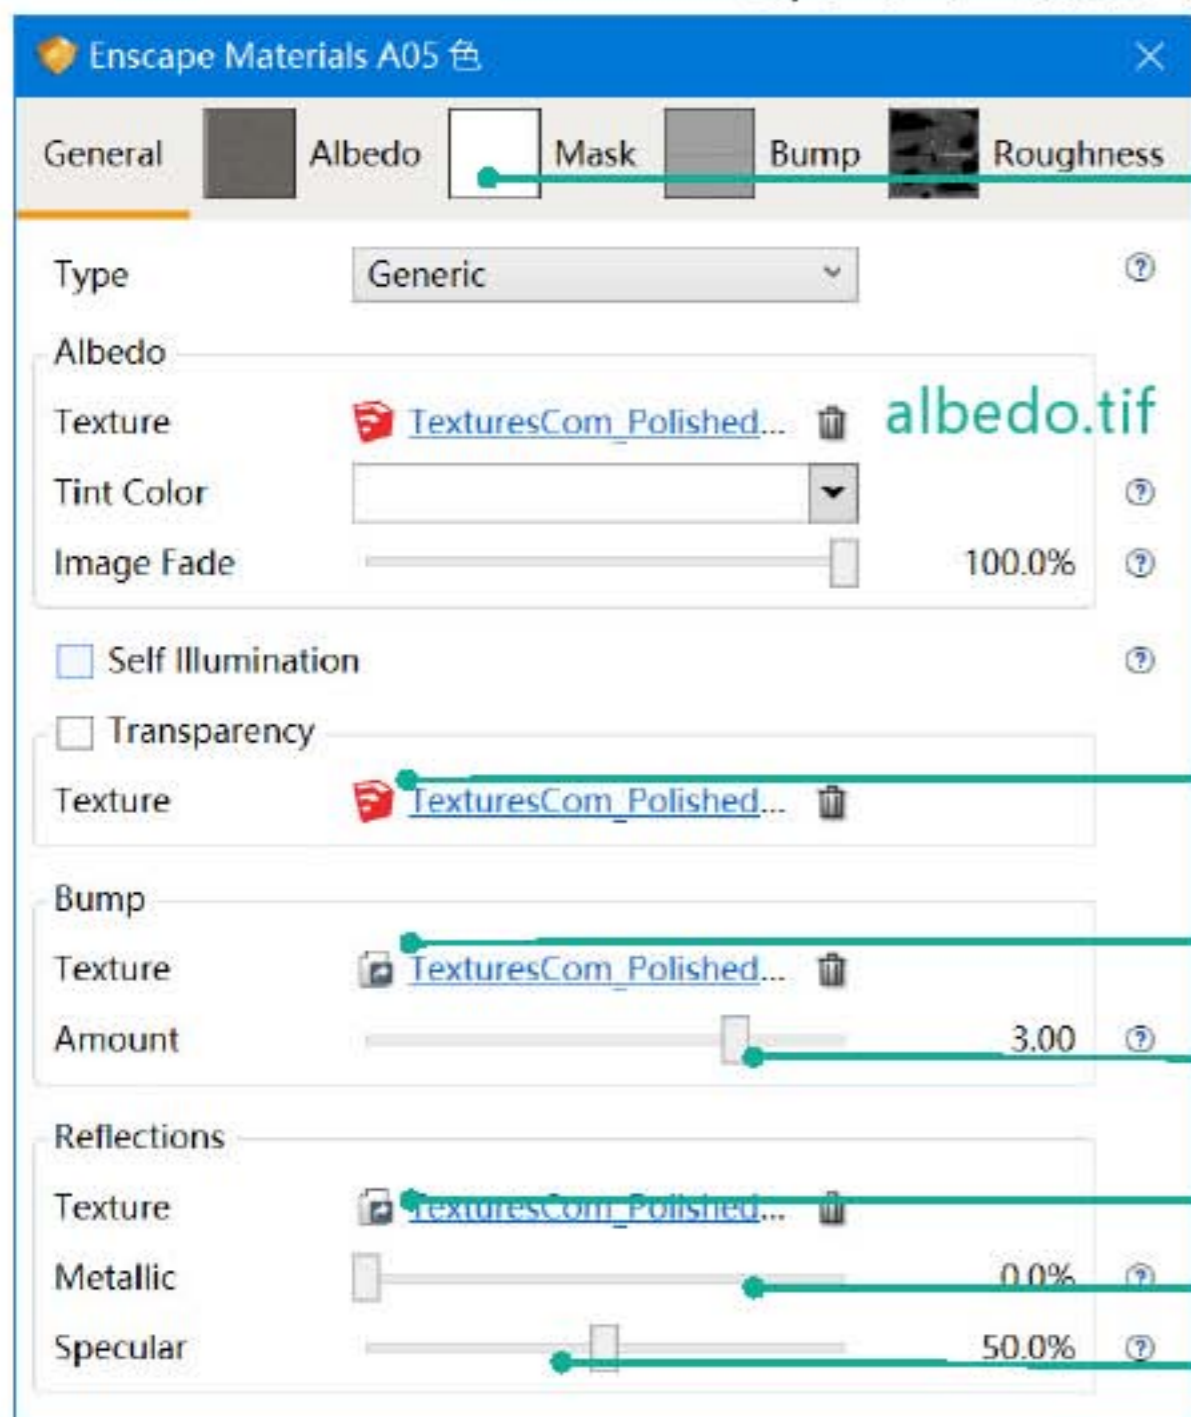 Enscape Materials A05 色
General Albedo Mask Bump Roughness
Type Generic
Albedo
Texture TexturesCom_Polished... albedo.tif
Tint Color
Image Fade 100.0%
Self Illumination
Transparency
Texture TexturesCom_Polished...
Bump
Texture TexturesCom_Polished...
Amount 3.00
Reflections
Texture TexturesCom_Polished...
Metallic 0.0%
Specular 50.0%